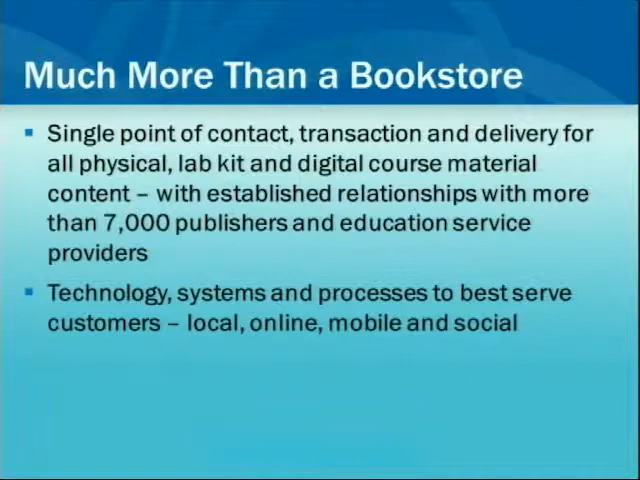 Much More Than a Bookstore
▪ Single point of contact, transaction and delivery for
all physical, lab kit and digital course material
content – with established relationships with more
than 7,000 publishers and education service
providers
▪ Technology, systems and processes to best serve
customers – local, online, mobile and social